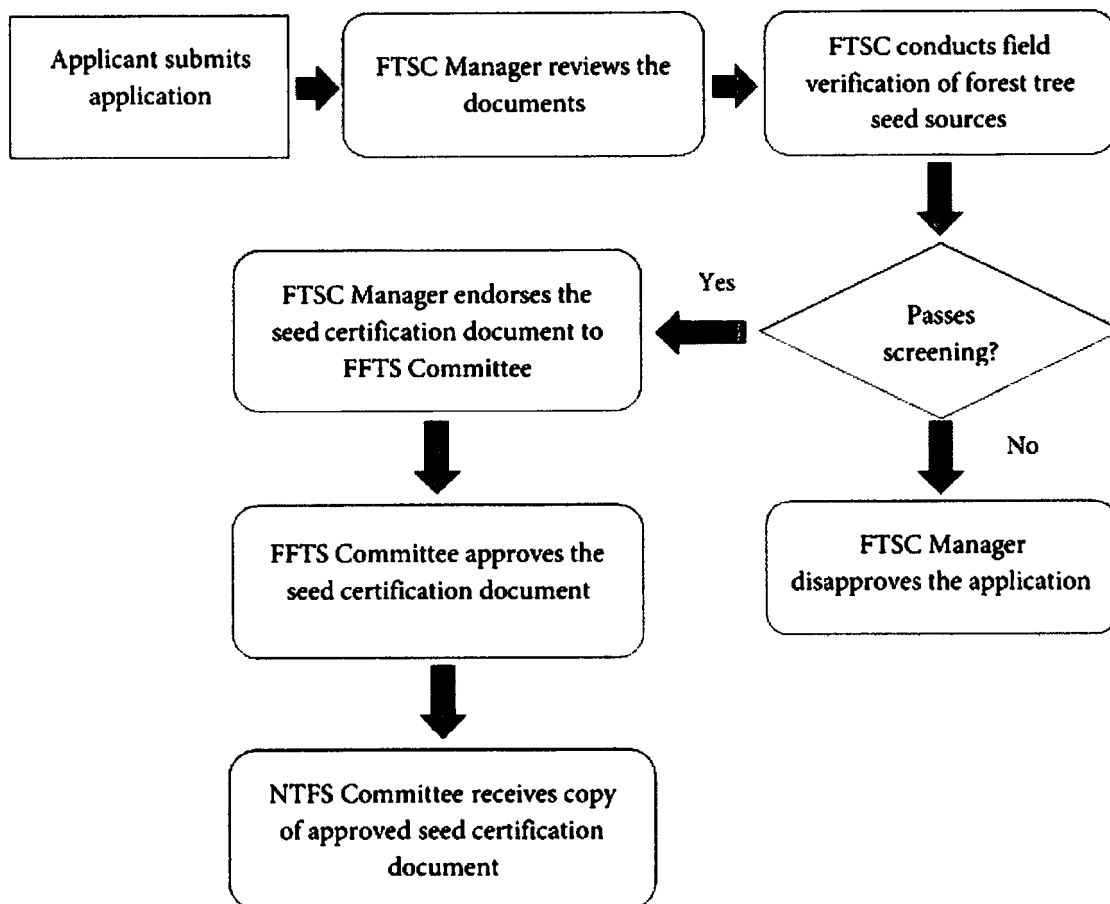 Applicant submits
application
FTSC Manager reviews the
documents
FTSC conducts field
verification of forest tree
seed sources
Passes
screening?
Yes
FTSC Manager endorses the
seed certification document to
FFTS Committee
No
FTSC Manager
disapproves the application
FFTS Committee approves the
seed certification document
NTFS Committee receives copy
of approved seed certification
document